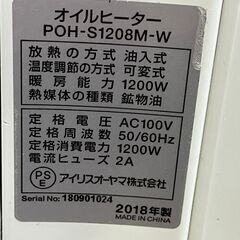 オイルヒーター
POH-S1208M-W
放熱の方式 油入式
温度調節の方式 可変式
暖房能力 1200W
熱媒体の種類 鉱物油
定格電圧 AC100V
定格周波数 50/60Hz
定格消費電力 1200W
電流ヒューズ 2A
PSE アイリスオーヤマ株式会社
Serial No: 180901024 2018年製
MADE IN CHINA